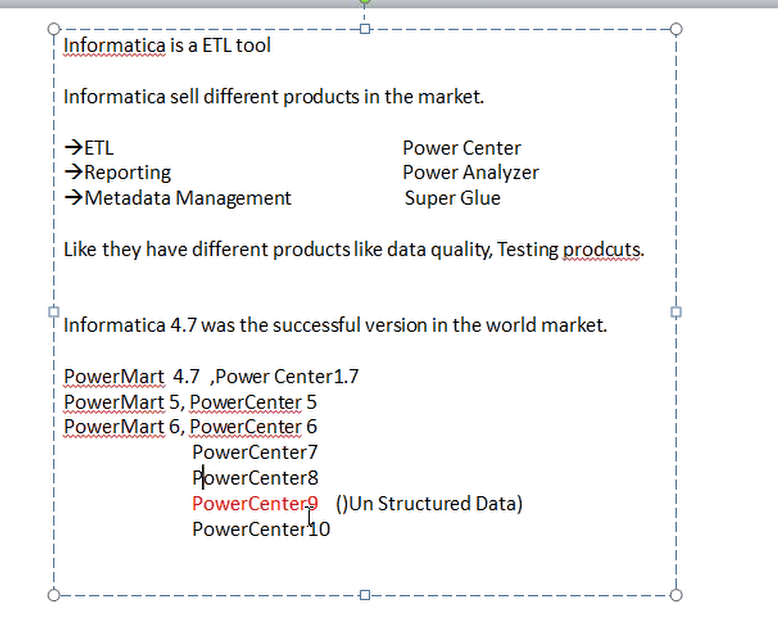 Informatica is a ETL tool
Informatica sell different products in the market.
→ETL Power Center
→Reporting Power Analyzer
→Metadata Management Super Glue
Like they have different products like data quality, Testing prodcuts.
Informatica 4.7 was the successful version in the world market.
PowerMart 4.7 ,Power Center1.7
PowerMart 5, PowerCenter 5
PowerMart 6, PowerCenter 6
PowerCenter7
PowerCenter8
PowerCenter9 ()Un Structured Data)
PowerCenter10